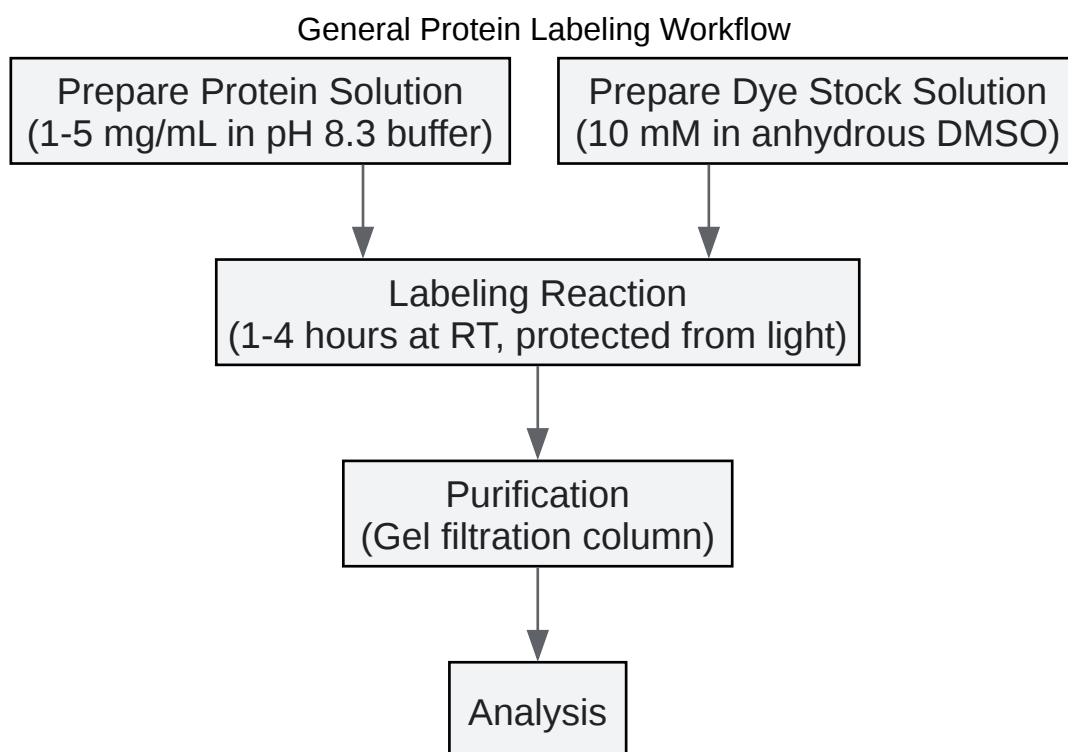 General Protein Labeling Workflow
Prepare Protein Solution
(1-5 mg/mL in pH 8.3 buffer)
Prepare Dye Stock Solution
(10 mM in anhydrous DMSO)
Labeling Reaction
(1-4 hours at RT, protected from light)
Purification
(Gel filtration column)
Analysis